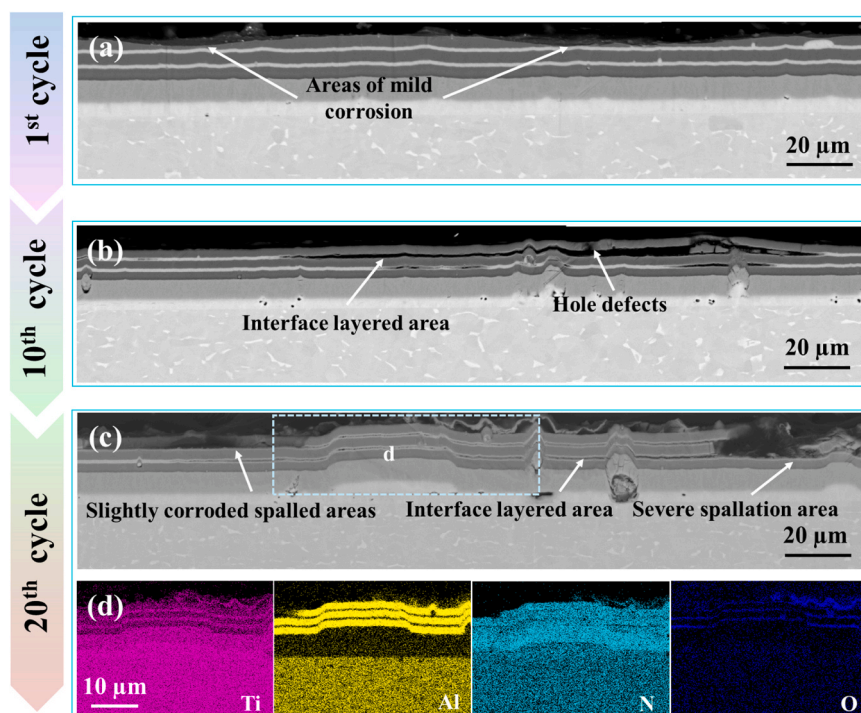 1st cycle
(a)
Areas of mild
corrosion
20 µm
10th cycle
(b)
Interface layered area
Hole defects
20 µm
20th cycle
(c)
d
Slightly corroded spalled areas
Interface layered area
Severe spallation area
20 µm
(d)
10 µm
Ti
Al
N
O